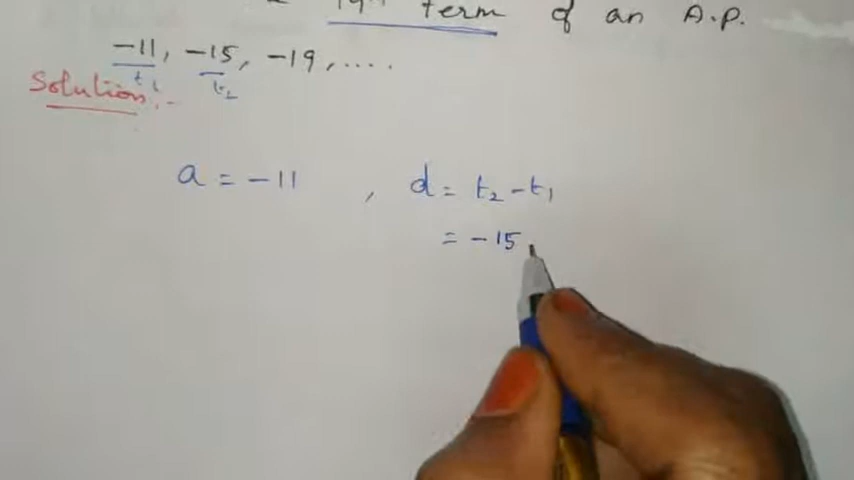 term of an A.P.
-11, -15, -19, ....
t₁ t₂
Solution:-
a = -11 , d = t₂ - t₁
= -15